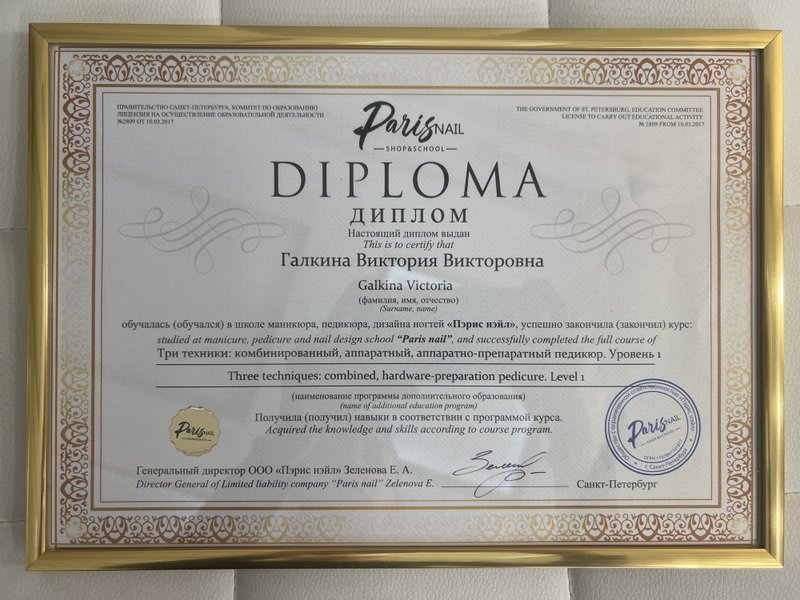 ПРАВИТЕЛЬСТВО САНКТ-ПЕТЕРБУРГА, КОМИТЕТ ПО ОБРАЗОВАНИЮ
ЛИЦЕНЗИЯ НА ОСУЩЕСТВЛЕНИЕ ОБРАЗОВАТЕЛЬНОЙ ДЕЯТЕЛЬНОСТИ
№2809 ОТ 10.03.2017
THE GOVERNMENT OF ST. PETERSBURG, EDUCATION COMMITTEE
LICENSE TO CARRY OUT EDUCATIONAL ACTIVITY
№ 2809 FROM 10.03.2017
Paris NAIL
SHOP&SCHOOL
DIPLOMA
ДИПЛОМ
Настоящий диплом выдан
This is to certify that
Галкина Виктория Викторовна
Galkina Victoria
(фамилия, имя, отчество)
(Surname, name)
обучалась (обучался) в школе маникюра, педикюра, дизайна ногтей «Пэрис нэйл», успешно закончила (закончил) курс:
studied at manicure, pedicure and nail design school "Paris nail", and successfully completed the full course of
Три техники: комбинированный, аппаратный, аппаратно-препаратный педикюр. Уровень 1
Three techniques: combined, hardware-preparation pedicure. Level 1
(наименование программы дополнительного образования)
(name of additional education program)
Получила (получил) навыки в соответствии с программой курса.
Acquired the knowledge and skills according to course program.
Paris NAIL
Paris NAIL
SHOP&SCHOOL
г. Санкт-Петербург
Генеральный директор ООО «Пэрис нэйл» Зеленова Е. А.
Director General of Limited liability company "Paris nail" Zelenova E.
Санкт-Петербург